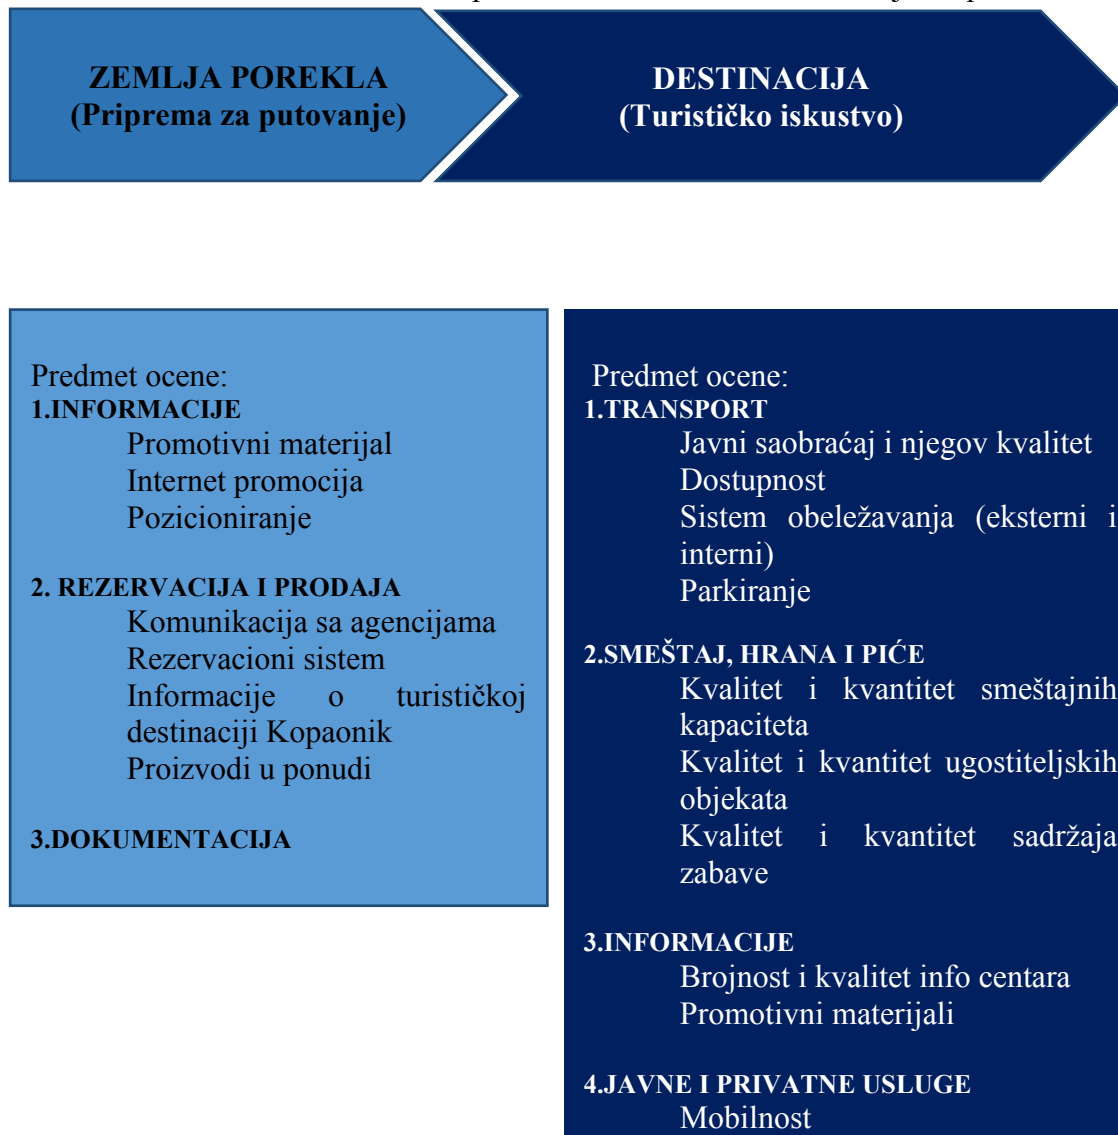 ZEMLJA POREKLA
(Priprema za putovanje)
DESTINACIJA
(Turističko iskustvo)
Predmet ocene:
1.INFORMACIJE
Promotivni materijal
Internet promocija
Pozicioniranje
2. REZERVACIJA I PRODAJA
Komunikacija sa agencijama
Rezervacioni sistem
Informacije o turističkoj
destinaciji Kopaonik
Proizvodi u ponudi
3.DOKUMENTACIJA
Predmet ocene:
1.TRANSPORT
Javni saobraćaj i njegov kvalitet
Dostupnost
Sistem obeležavanja (eksterni i
interni)
Parkiranje
2.SMEŠTAJ, HRANA I PIĆE
Kvalitet i kvantitet smeštajnih
kapaciteta
Kvalitet i kvantitet ugostiteljskih
objekata
Kvalitet i kvantitet sadržaja
zabave
3.INFORMACIJE
Brojnost i kvalitet info centara
Promotivni materijali
4.JAVNE I PRIVATNE USLUGE
Mobilnost